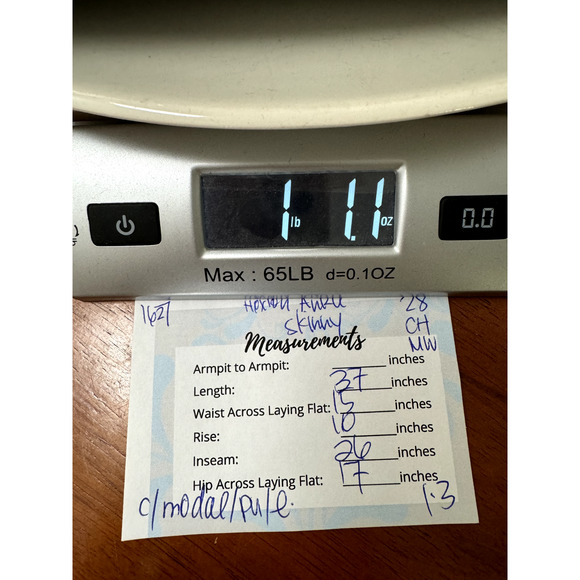 1 lb 1.1 oz
0.0
Max : 65LB d=0.1OZ
1627 Ankle '28
Skinny CH
Measurements MW
Armpit to Armpit: inches
Length: 37 inches
Waist Across Laying Flat: 15 inches
Rise: 10 inches
Inseam: 26 inches
Hip Across Laying Flat: 17 inches
c/modal/pu/e. 1.3